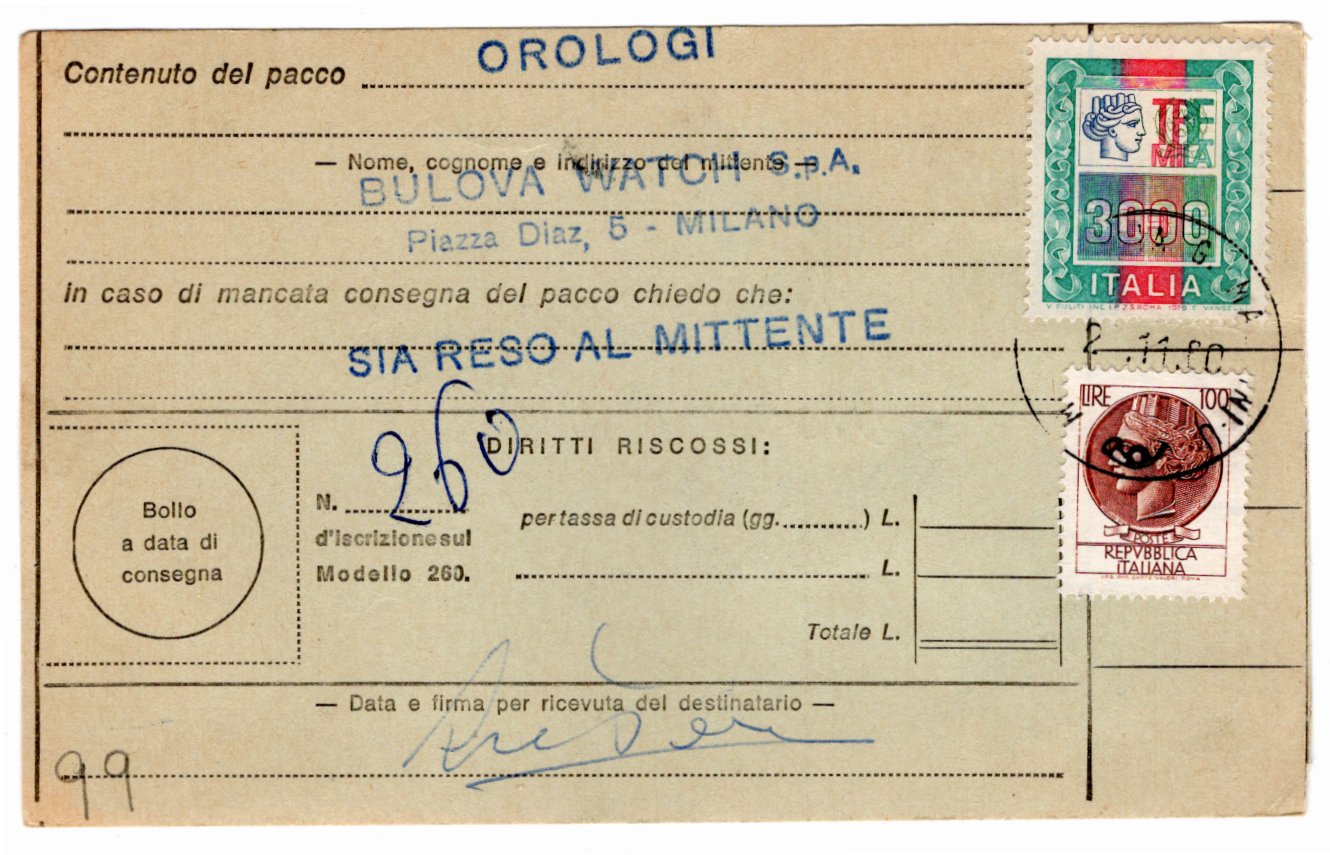 Contenuto del pacco OROLOGI
— Nome, cognome e indirizzo del mittente —
BULOVA WATCH S.p.A.
Piazza Diaz, 5 - MILANO
In caso di mancata consegna del pacco chiedo che:
SIA RESO AL MITTENTE
TRE
MILA
3000
ITALIA
LIRE 100
POSTE
REPVBBLICA
ITALIANA
260
DIRITTI RISCOSSI:
Bollo
a data di
consegna
N. ..........
d'iscrizione sul
Modello 260.
per tassa di custodia (gg. ..........) L.
L.
Totale L.
— Data e firma per ricevuta del destinatario —
99